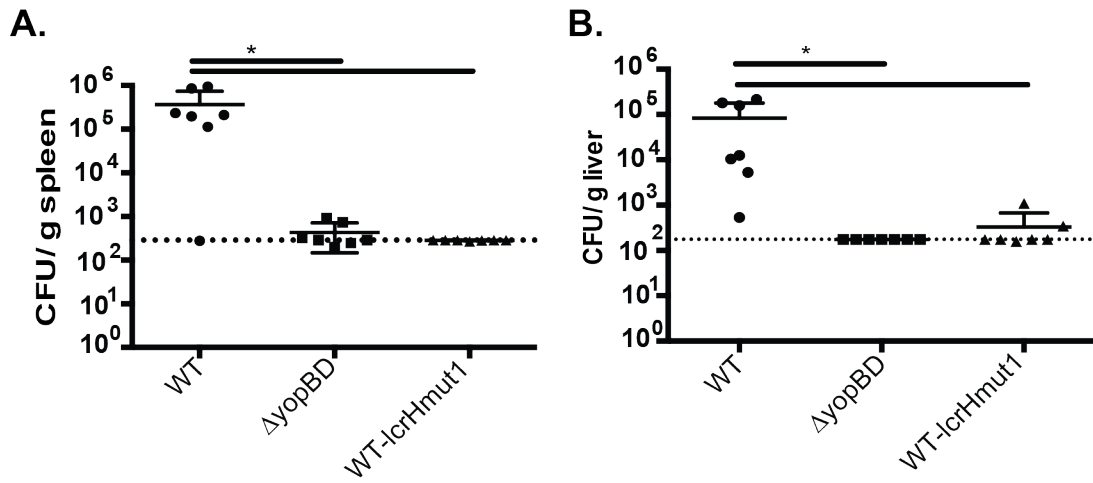 A.
*
CFU/ g spleen
10^6
10^5
10^4
10^3
10^2
10^1
10^0
WT
ΔyopBD
WT-lcrHmut1
B.
*
CFU/ g liver
10^6
10^5
10^4
10^3
10^2
10^1
10^0
WT
ΔyopBD
WT-lcrHmut1